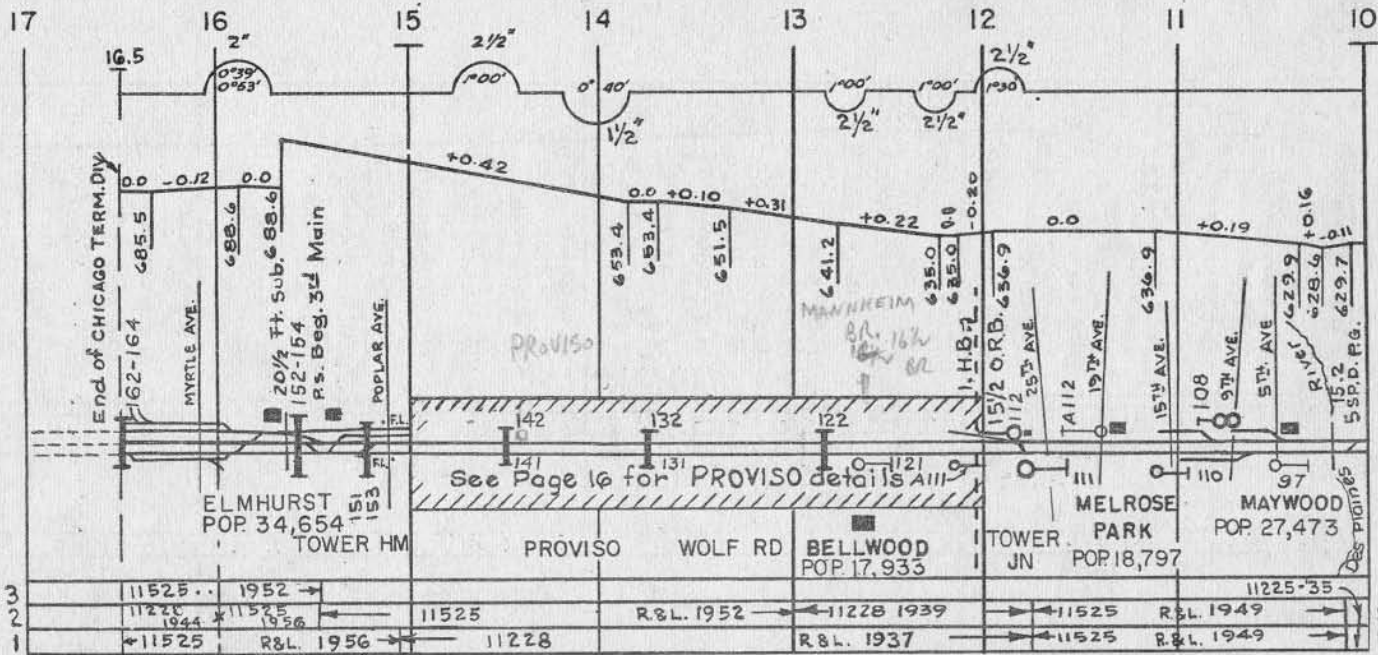 17 16 15 14 13 12 11 10
16.5
2"
0°39'
0°53'
2½"
1°00'
0°40'
1½"
1°00'
2½"
1°00'
2½"
2½"
1°30'
End of CHICAGO TERM. DIV.
0.0 -0.12 0.0
+0.42
0.0 +0.10 +0.31
+0.22 0.0 -0.20
0.0
+0.19
+0.16 -0.11
685.5
688.6
688.6
653.4
653.4
651.5
641.2
635.0
635.0
636.9
636.9
629.9
628.6
629.7
162-164
MYRTLE AVE.
20½ Ft. Sub.
152-154
P.s. Beg. 3rd Main
POPLAR AVE.
PROVISO
MANNHEIM
BR. 16½
BR
I.H.B.-2
15½ O.R.B.
112
25TH AVE.
A112
19TH AVE.
15TH AVE.
108
9TH AVE.
5TH AVE
River
15.2
5 SP. D. P.G.
F.L.
F.L.
142
141
132
131
122
1121
See Page 16 for PROVISO details
A111
111
110
97
Des Plaines
ELMHURST
POP. 34,654
151
153
TOWER HM
PROVISO
WOLF RD
BELLWOOD
POP. 17,933
TOWER
JN
MELROSE
PARK
POP. 18,797
MAYWOOD
POP. 27,473
3 11525.. 1952 11225-'35
2 1944 11525 1956 11525 R.&L. 1952 11228 1939 11525 R.&L. 1949
1 11525 R&L. 1956 11228 R&L. 1937 11525 R.&L. 1949